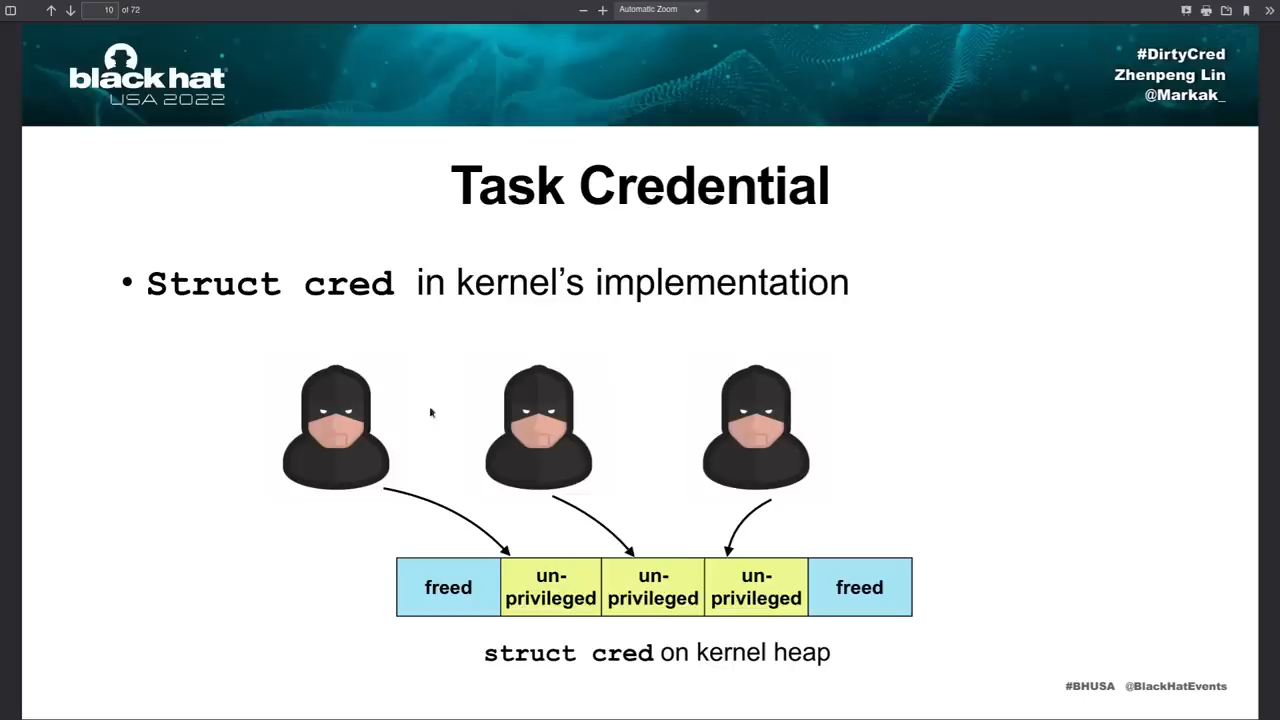 10 of 72
Automatic Zoom
black hat
USA 2022
#DirtyCred
Zhenpeng Lin
@Markak_
Task Credential
• Struct cred in kernel’s implementation
freed
un-
privileged
un-
privileged
un-
privileged
freed
struct cred on kernel heap
#BHUSA @BlackHatEvents